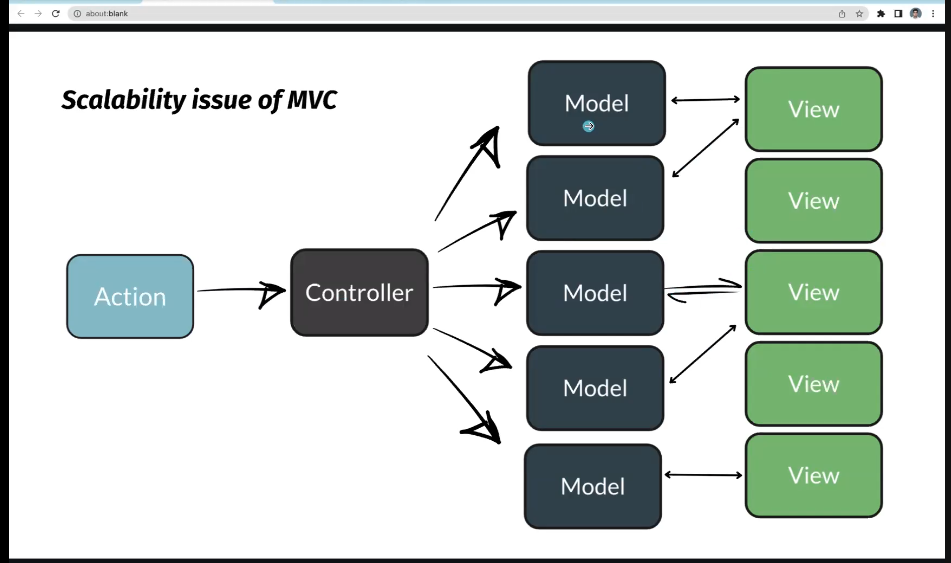 about:blank
Scalability issue of MVC
Action
Controller
Model
Model
Model
Model
Model
View
View
View
View
View